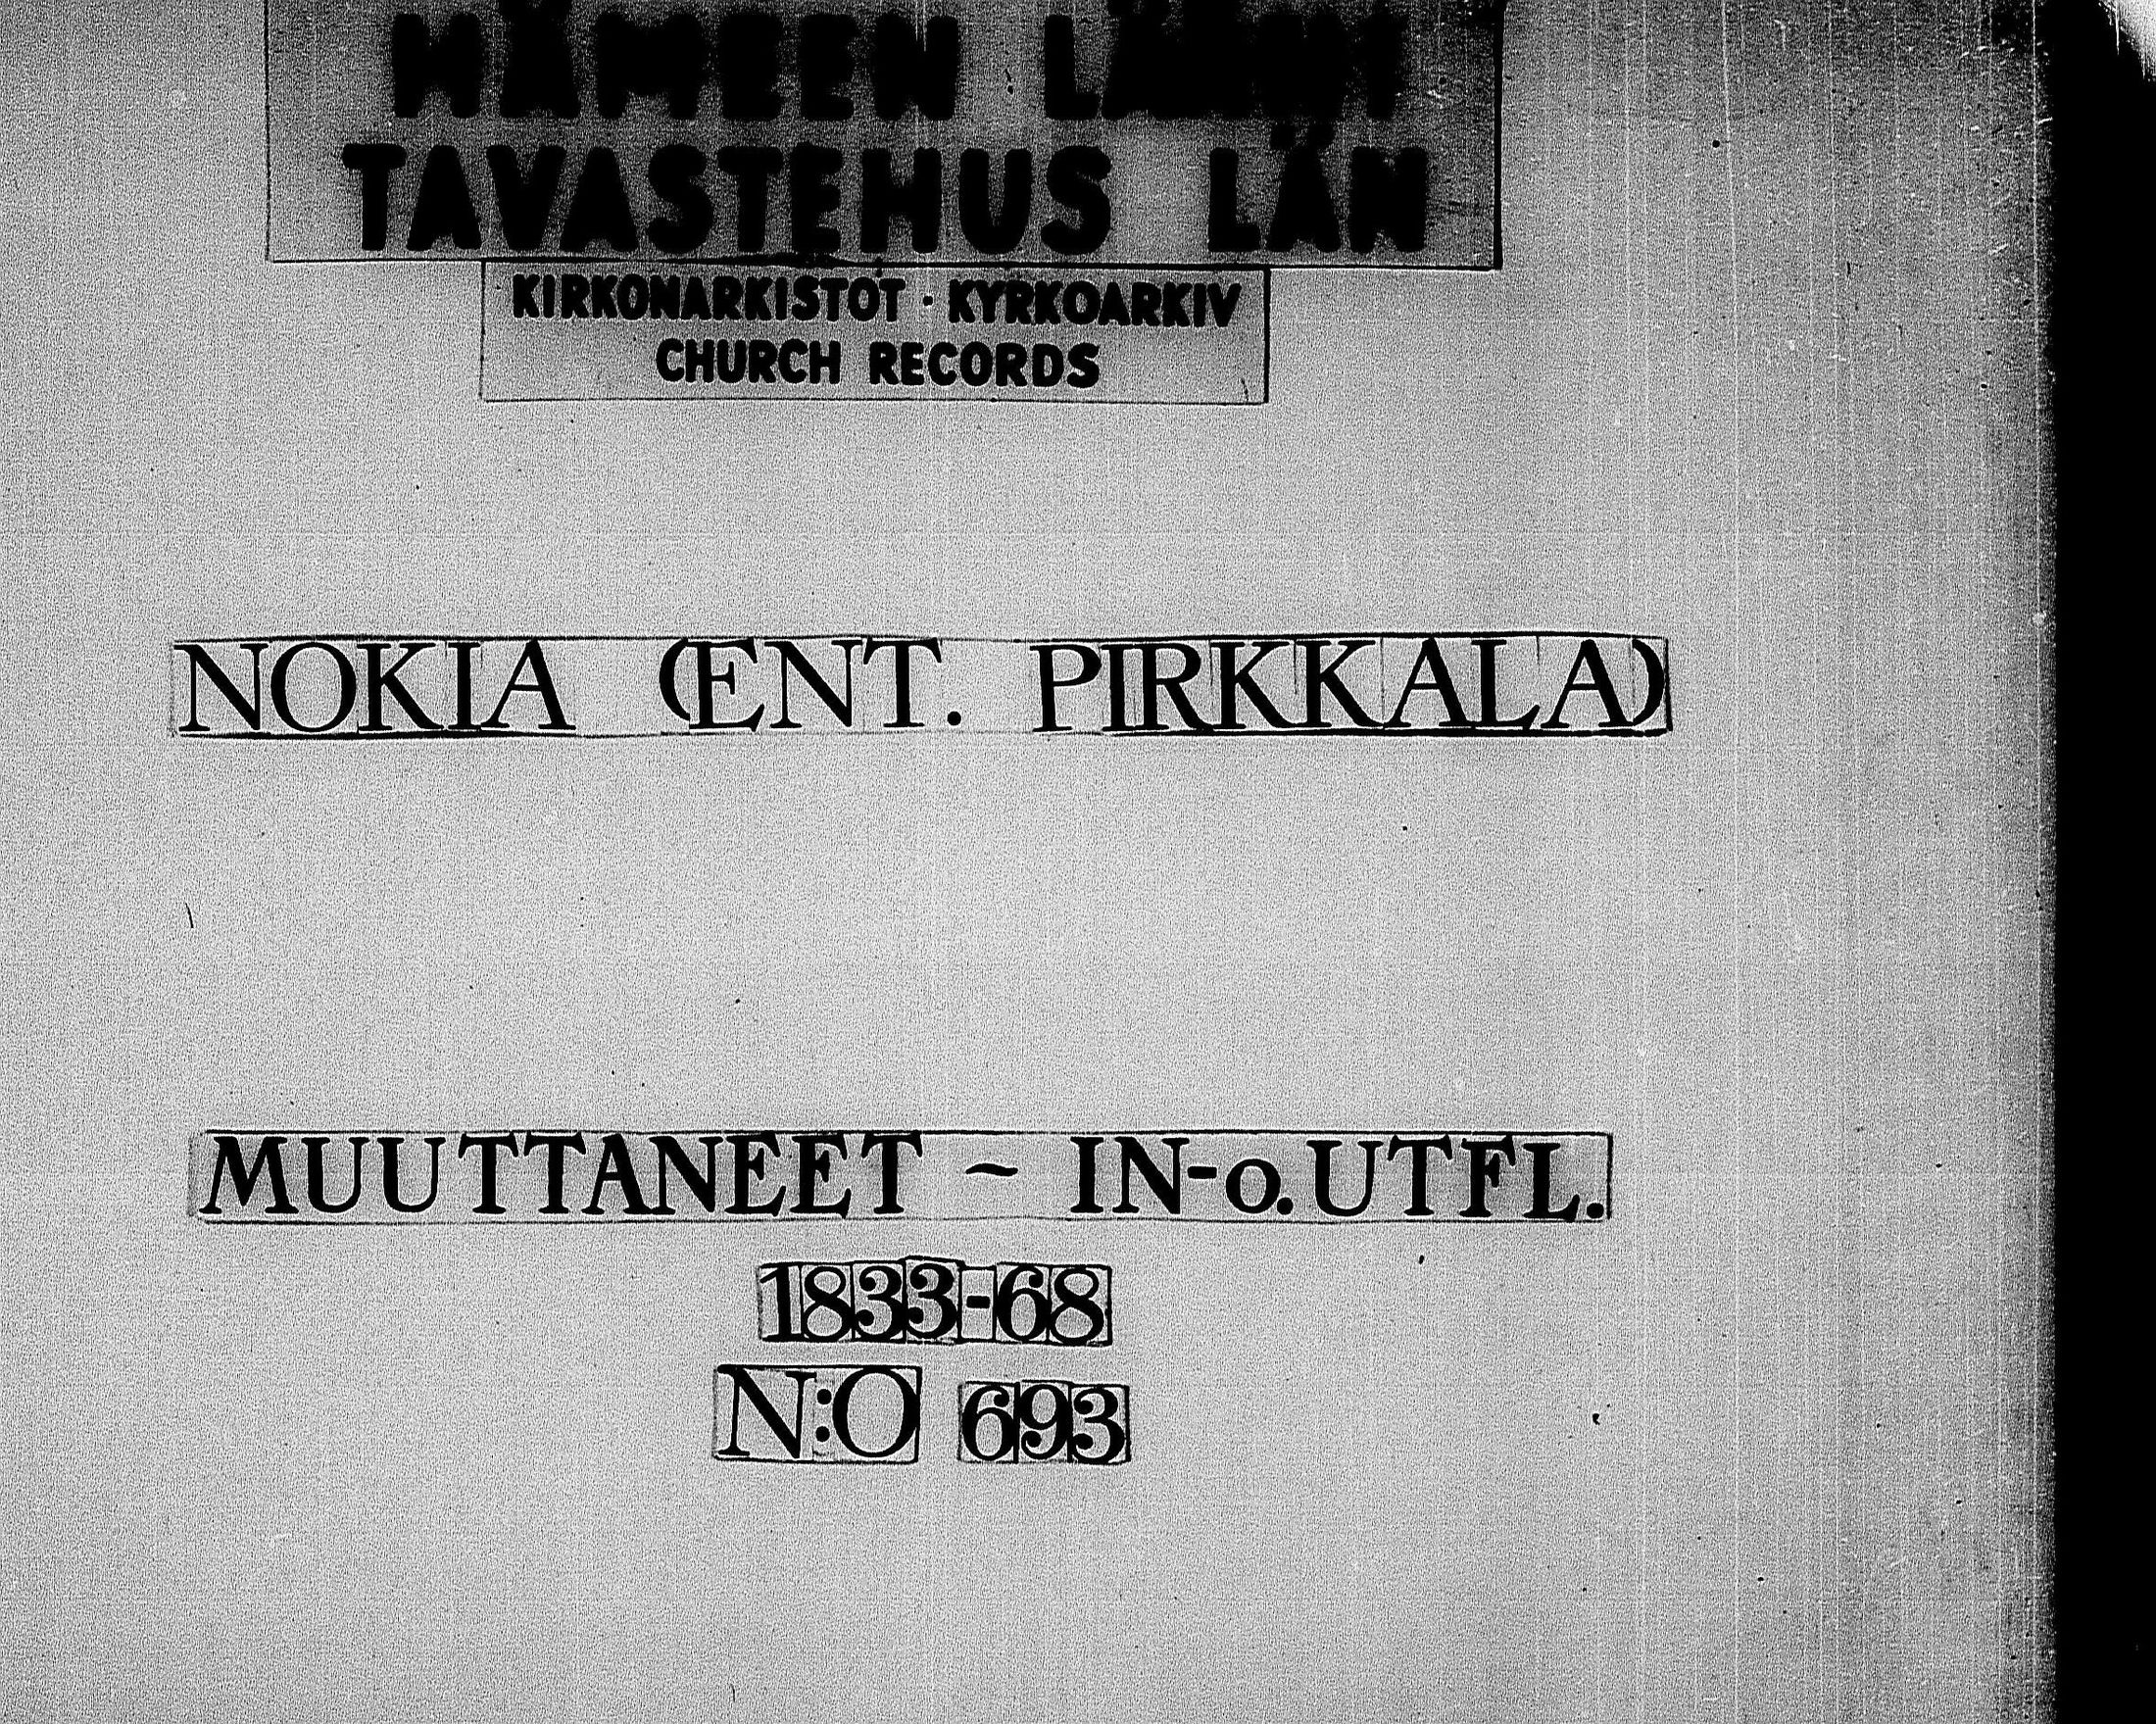 HÄMEEN LÄÄNI
TAVASTEHUS LÄN
KIRKONARKISTOT · KYRKOARKIV
CHURCH RECORDS
NOKIA (ENT. PIRKKALA)
MUUTTANEET ~ IN-o.UTFL.
1833-68
N:O 693